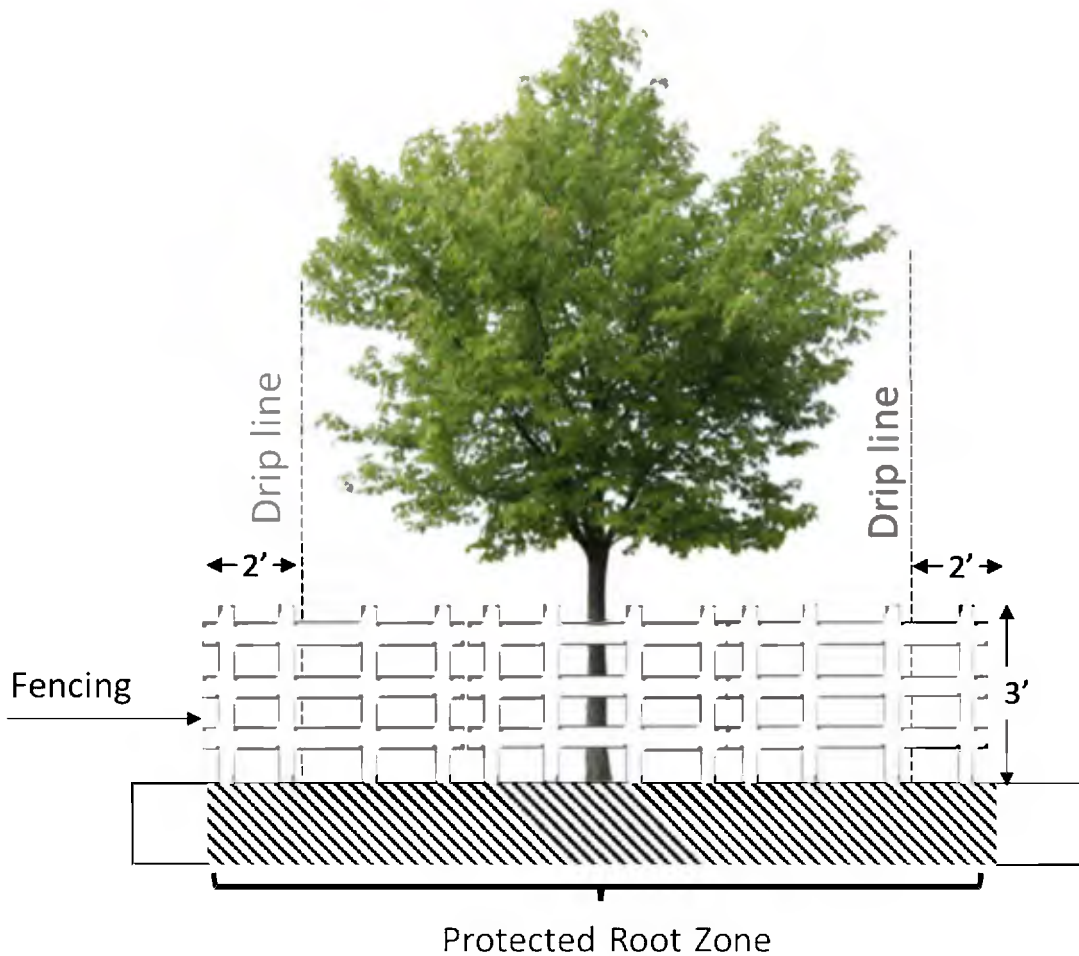 Drip line
Drip line
2’
2’
Fencing
3’
Protected Root Zone